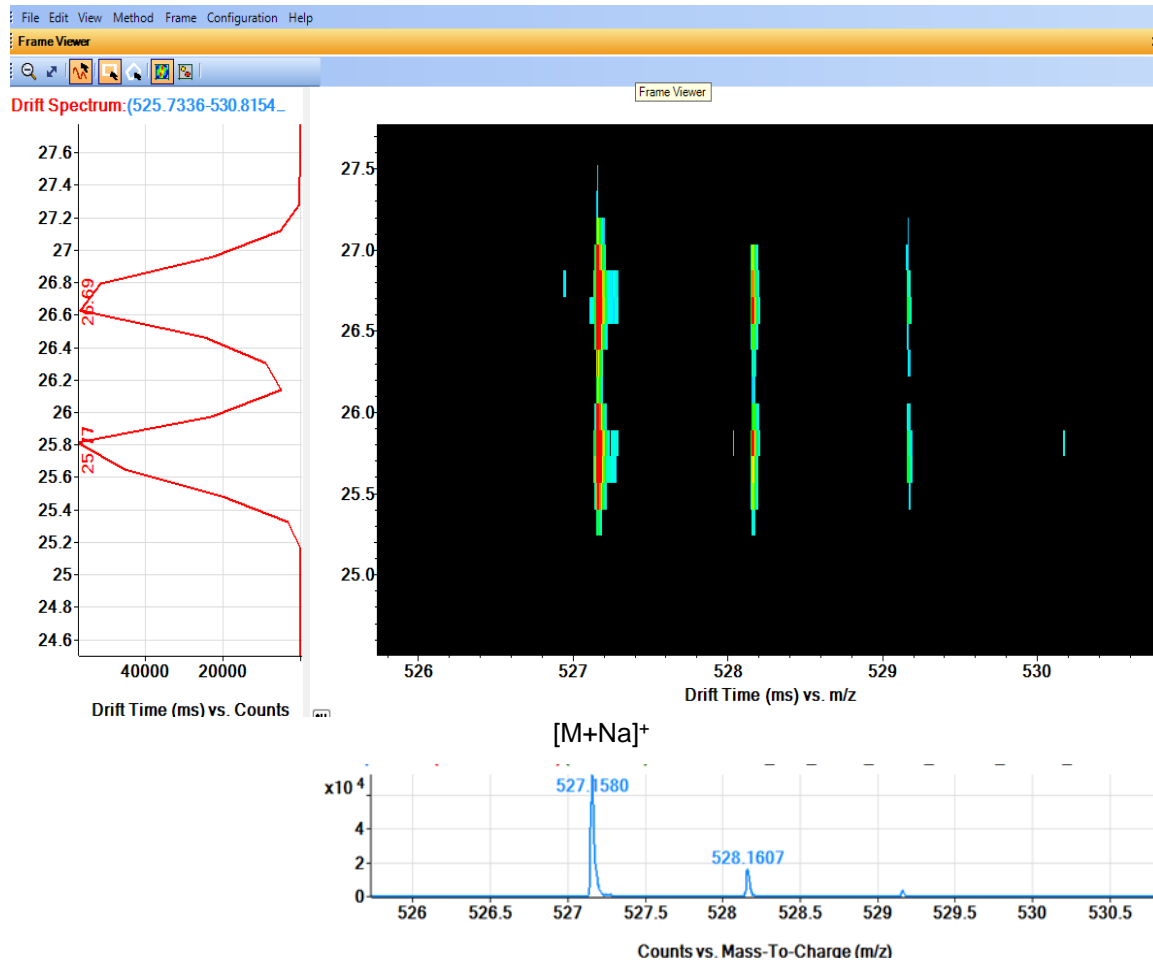 File Edit View Method Frame Configuration Help
Frame Viewer
Frame Viewer
Drift Spectrum:(525.7336-530.8154...
27.6
27.4
27.2
27
26.8
26.6
26.4
26.2
26
25.8
25.6
25.4
25.2
25
24.8
24.6
26.69
25.77
40000 20000
Drift Time (ms) vs. Counts
27.5
27.0
26.5
26.0
25.5
25.0
526 527 528 529 530
Drift Time (ms) vs. m/z
[M+Na]⁺
x10 4
527.1580
4
528.1607
2
0
526 526.5 527 527.5 528 528.5 529 529.5 530 530.5
Counts vs. Mass-To-Charge (m/z)